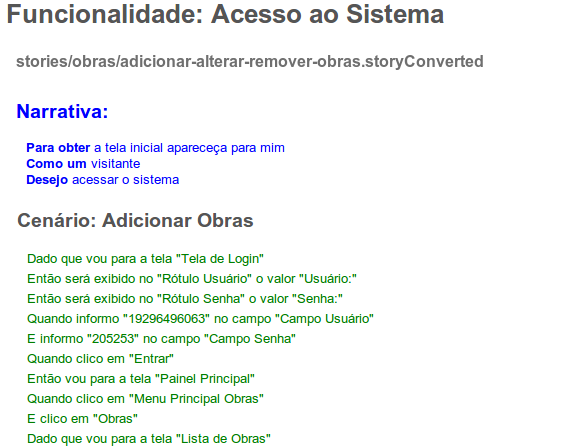 Funcionalidade: Acesso ao Sistema
stories/obras/adicionar-alterar-remover-obras.storyConverted
Narrativa:
Para obter a tela inicial apareceça para mim
Como um visitante
Desejo acessar o sistema
Cenário: Adicionar Obras
Dado que vou para a tela "Tela de Login"
Então será exibido no "Rótulo Usuário" o valor "Usuário:"
Então será exibido no "Rótulo Senha" o valor "Senha:"
Quando informo "19296496063" no campo "Campo Usuário"
E informo "205253" no campo "Campo Senha"
Quando clico em "Entrar"
Então vou para a tela "Painel Principal"
Quando clico em "Menu Principal Obras"
E clico em "Obras"
Dado que vou para a tela "Lista de Obras"